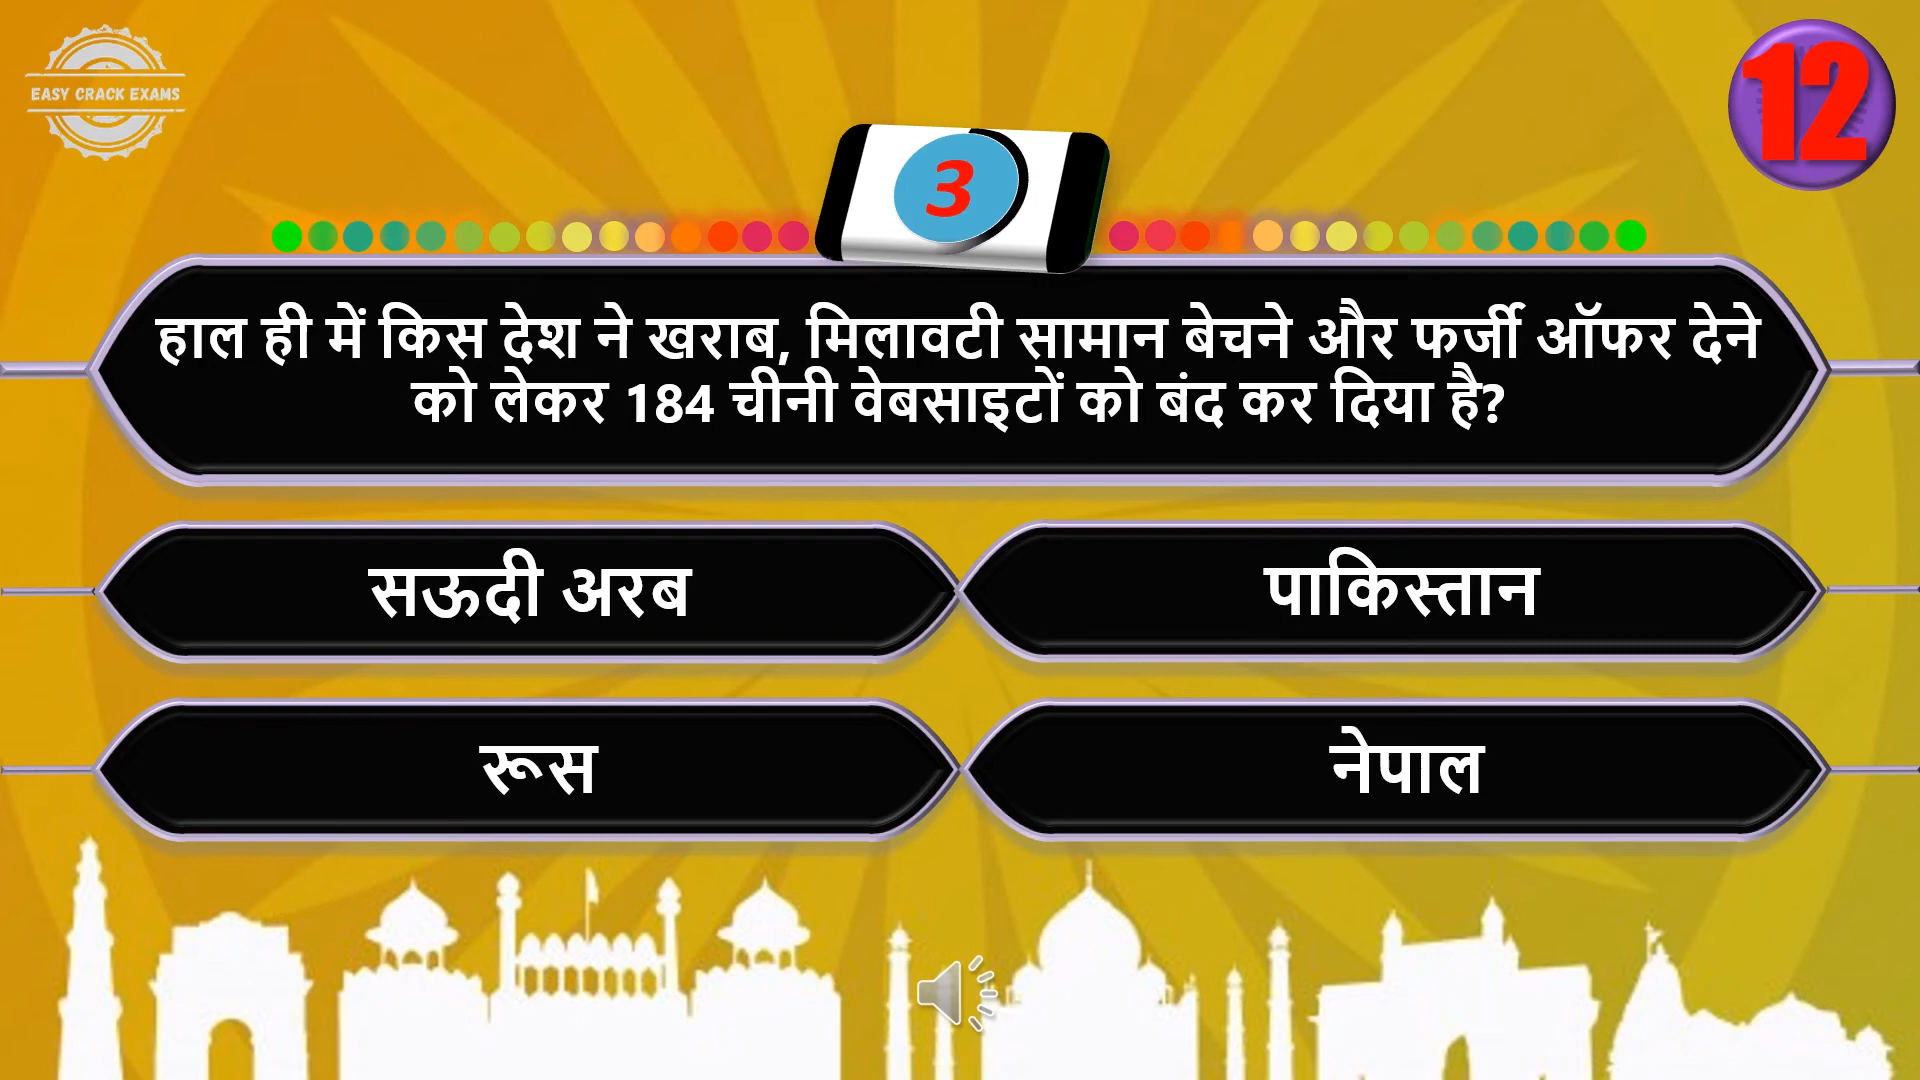 EASY CRACK EXAMS
12
3
हाल ही में किस देश ने खराब, मिलावटी सामान बेचने और फर्जी ऑफर देने
को लेकर 184 चीनी वेबसाइटों को बंद कर दिया है?
सऊदी अरब
पाकिस्तान
रूस
नेपाल